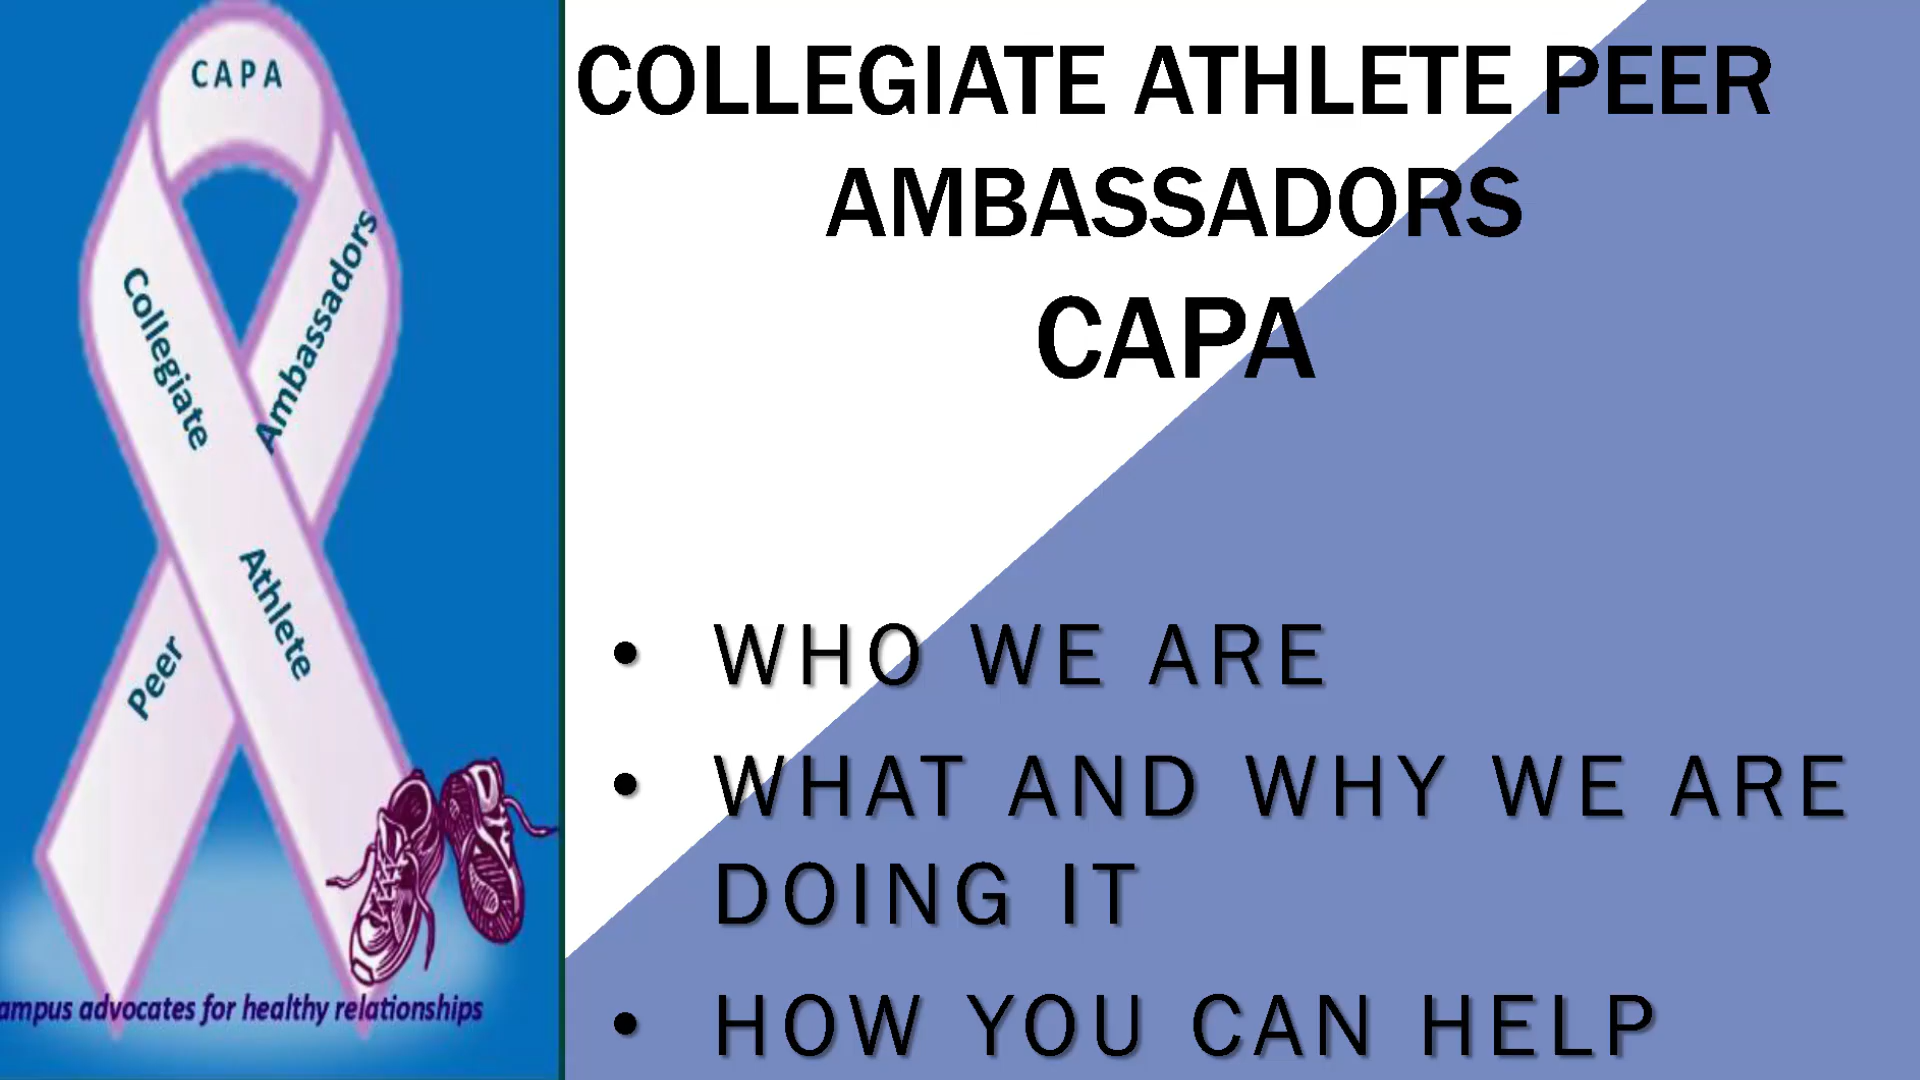 CAPA
Collegiate
Athlete
Peer
Ambassadors
ampus advocates for healthy relationships
COLLEGIATE ATHLETE PEER
AMBASSADORS
CAPA
• WHO WE ARE
• WHAT AND WHY WE ARE
DOING IT
• HOW YOU CAN HELP